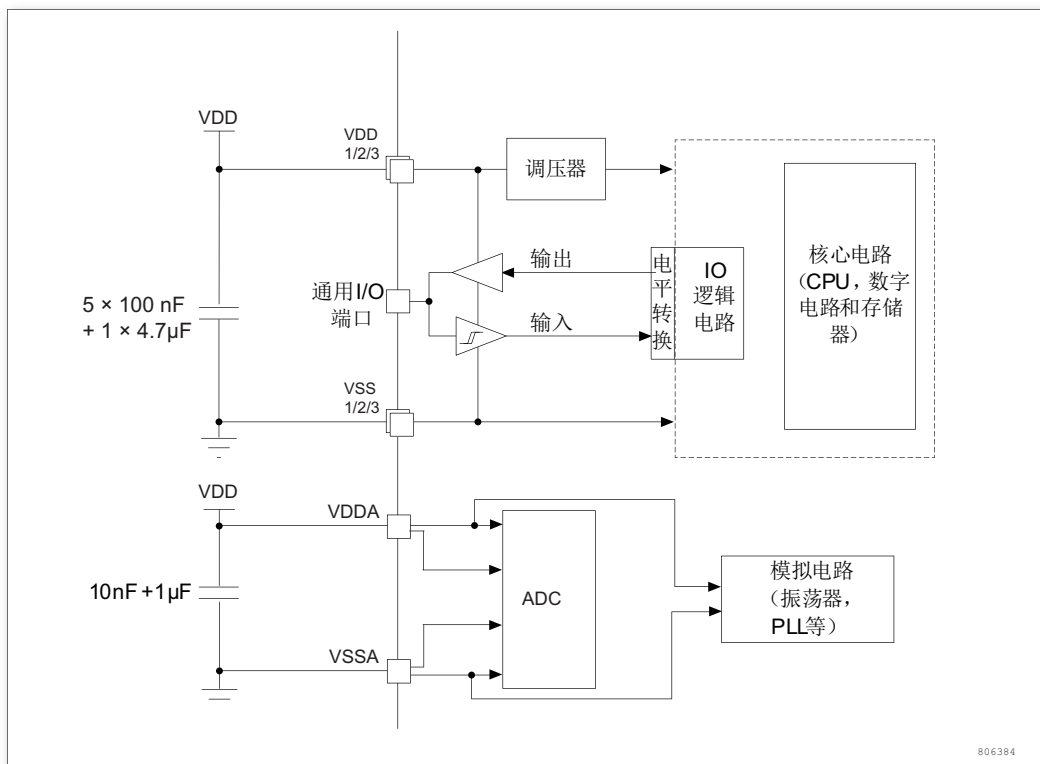 VDD
VDD
1/2/3
调压器
5 × 100 nF
+ 1 × 4.7μF
通用I/O
端口
输出
输入
电
平
转
换
IO
逻辑
电路
核心电路
（CPU，数字
电路和存储
器）
VSS
1/2/3
VDD
VDDA
10nF +1μF
ADC
模拟电路
（振荡器，
PLL等）
VSSA
806384